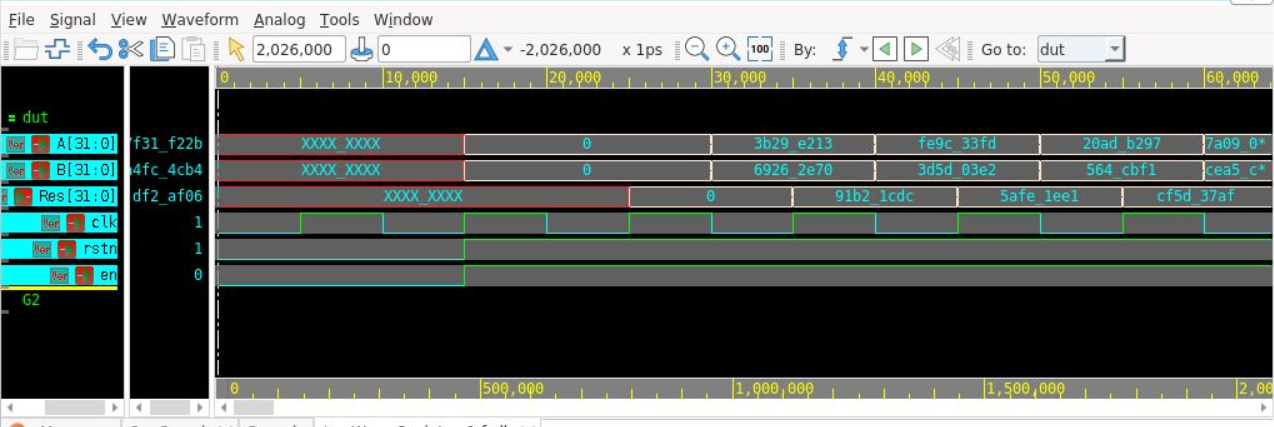 File Signal View Waveform Analog Tools Window
2,026,000 0 -2,026,000 x 1ps 100 By: Go to: dut
0 10,000 20,000 30,000 40,000 50,000 60,000
= dut
A[31:0] f31_f22b XXXX_XXXX 0 3b29_e213 fe9c_33fd 20ad_b297 7a09_0*
B[31:0] 4fc_4cb4 XXXX_XXXX 0 6926_2e70 3d5d_03e2 564_cbf1 cea5_c*
Res[31:0] df2_af06 XXXX_XXXX 0 91b2_1cdc 5afe_1ee1 cf5d_37af
clk 1
rstn 1
en 0
G2
0 500,000 1,000,000 1,500,000 2,00